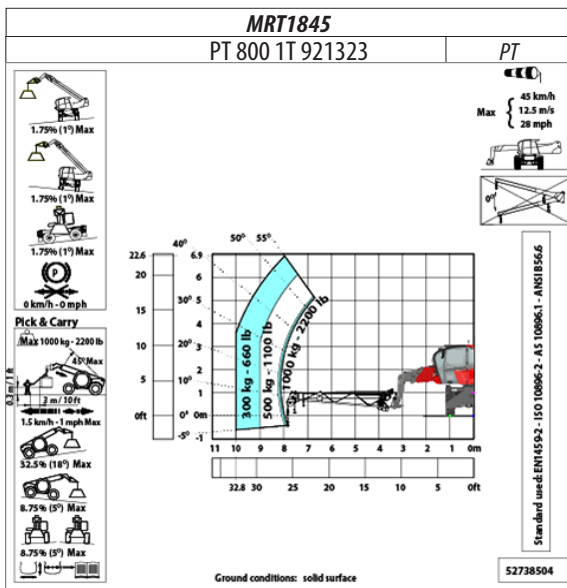 MRT1845
PT 800 1T 921323
PT
1.75% (1°) Max
1.75% (1°) Max
1.75% (1°) Max
P
0 km/h - 0 mph
Pick & Carry
Max 1000 kg - 2200 lb
45° Max
0.3 m / 1 ft
3 m / 10 ft
1.5 km/h - 1 mph Max
32.5% (18°) Max
8.75% (5°) Max
8.75% (5°) Max
Max
45 km/h
12.5 m/s
28 mph
0°
22.6
20
15
10
5
0ft
6.9
6
5
4
3
2
1
0m
-1
55°
50°
40°
30°
20°
10°
0°
-5°
300 kg - 660 lb
500 kg - 1100 lb
1000 kg - 2200 lb
11 10 9 8 7 6 5 4 3 2 1 0m
32.8 30 25 20 15 10 5 0ft
Standard used: EN1459-2 - ISO 10896-2 - AS 10896.1 - ANSI B56.6
Ground conditions: solid surface
52738504